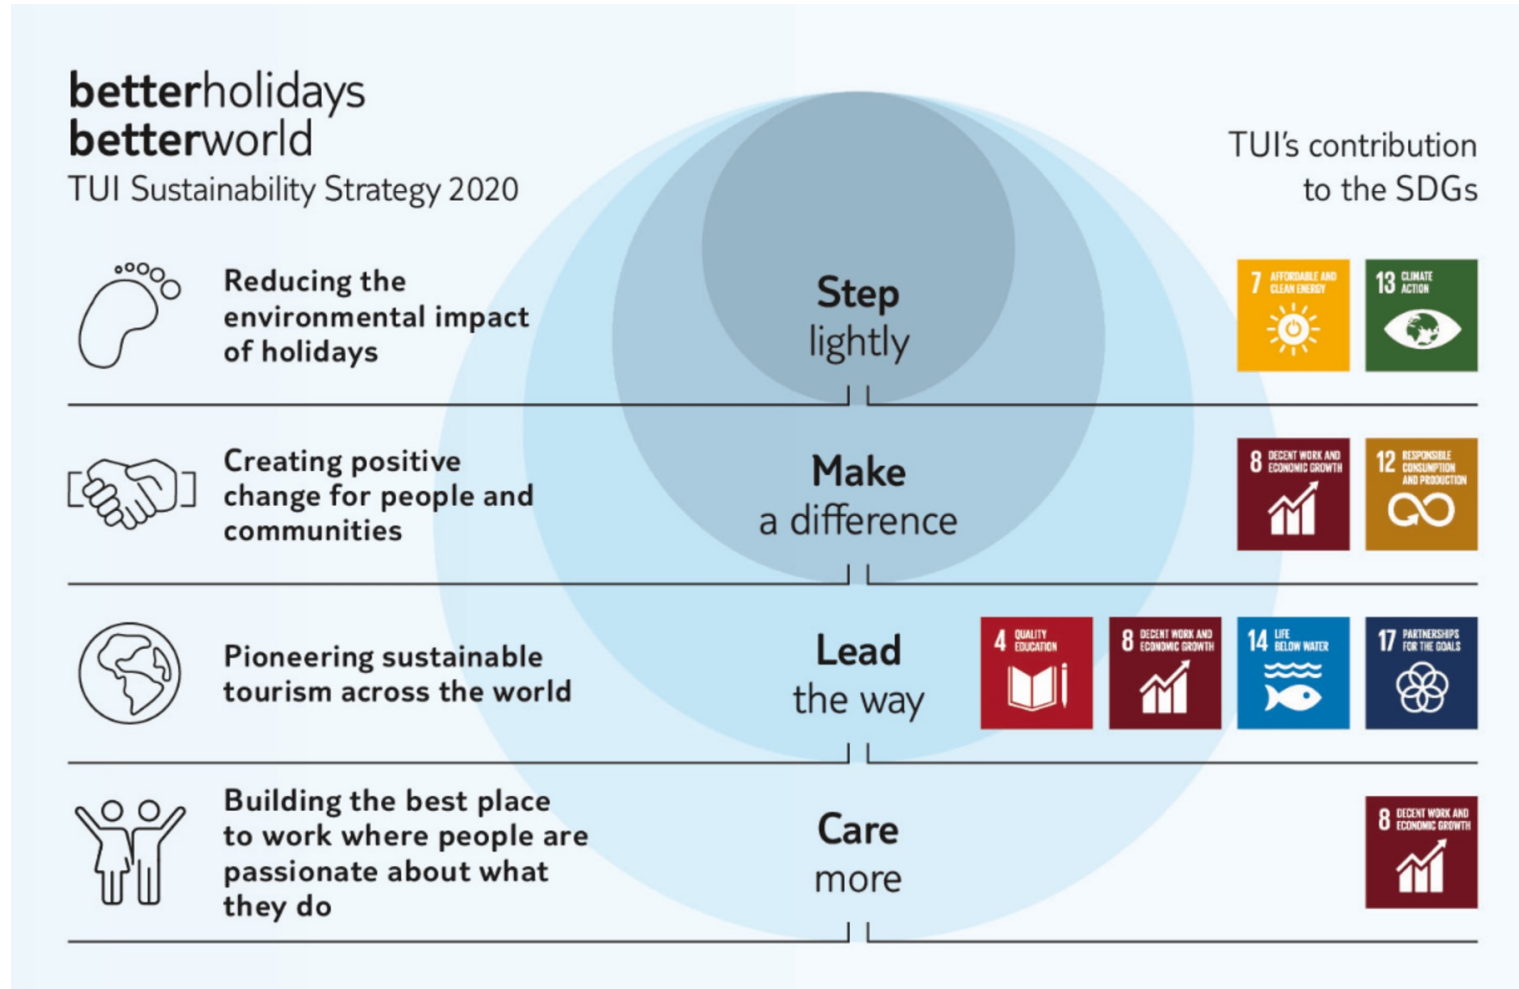 betterholidays
betterworld
TUI Sustainability Strategy 2020
TUI's contribution
to the SDGs
Reducing the
environmental impact
of holidays
Step
lightly
7 AFFORDABLE AND
CLEAN ENERGY
13 CLIMATE
ACTION
Creating positive
change for people and
communities
Make
a difference
8 DECENT WORK AND
ECONOMIC GROWTH
12 RESPONSIBLE
CONSUMPTION
AND PRODUCTION
Pioneering sustainable
tourism across the world
Lead
the way
4 QUALITY
EDUCATION
8 DECENT WORK AND
ECONOMIC GROWTH
14 LIFE
BELOW WATER
17 PARTNERSHIPS
FOR THE GOALS
Building the best place
to work where people are
passionate about what
they do
Care
more
8 DECENT WORK AND
ECONOMIC GROWTH